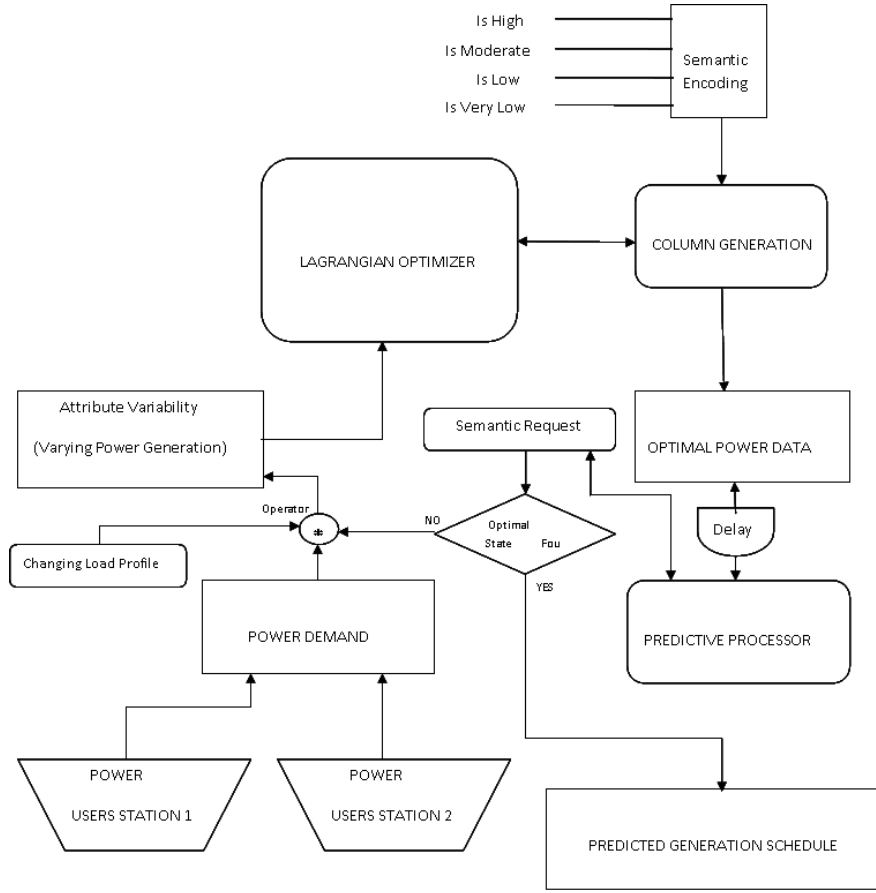 Is High
Is Moderate
Is Low
Is Very Low
Semantic
Encoding
LAGRANGIAN OPTIMIZER
COLUMN GENERATION
Attribute Variability
(Varying Power Generation)
Semantic Request
OPTIMAL POWER DATA
Operator
*
NO
Optimal
State Fou
YES
Delay
Changing Load Profile
POWER DEMAND
PREDICTIVE PROCESSOR
POWER
USERS STATION 1
POWER
USERS STATION 2
PREDICTED GENERATION SCHEDULE